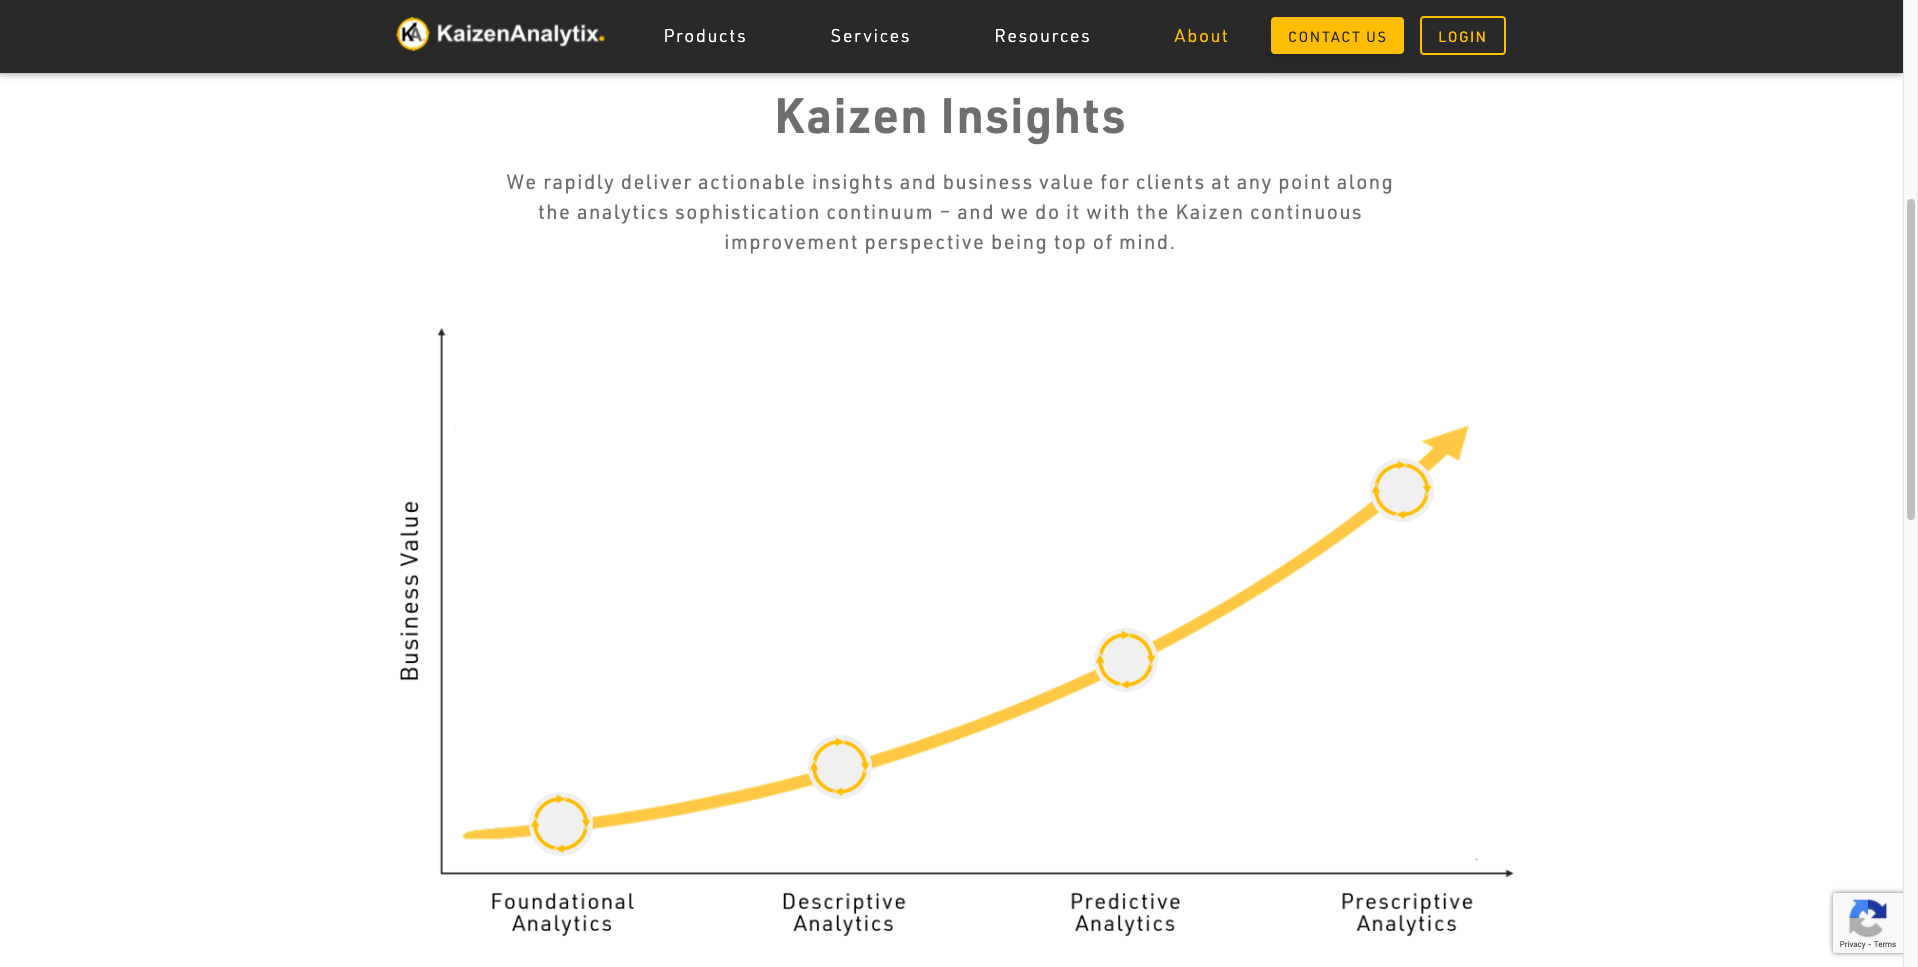 KA KaizenAnalytix.
Products
Services
Resources
About
CONTACT US
LOGIN
Kaizen Insights
We rapidly deliver actionable insights and business value for clients at any point along
the analytics sophistication continuum – and we do it with the Kaizen continuous
improvement perspective being top of mind.
Business Value
Foundational
Analytics
Descriptive
Analytics
Predictive
Analytics
Prescriptive
Analytics
Privacy - Terms